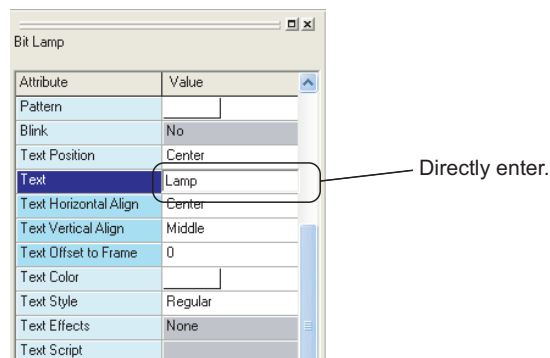 Bit Lamp
Attribute Value
Pattern
Blink No
Text Position Center
Text Lamp
Directly enter.
Text Horizontal Align Center
Text Vertical Align Middle
Text Offset to Frame 0
Text Color
Text Style Regular
Text Effects None
Text Script